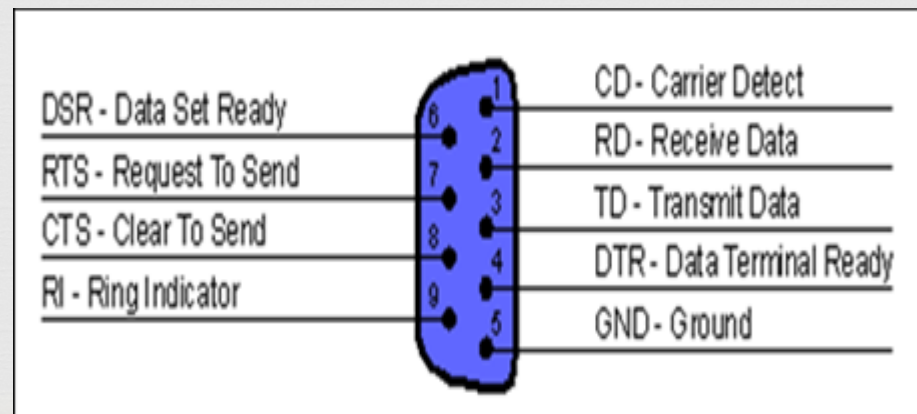 DSR - Data Set Ready
RTS - Request To Send
CTS - Clear To Send
RI - Ring Indicator
6
7
8
9
1
2
3
4
5
CD - Carrier Detect
RD - Receive Data
TD - Transmit Data
DTR - Data Terminal Ready
GND - Ground